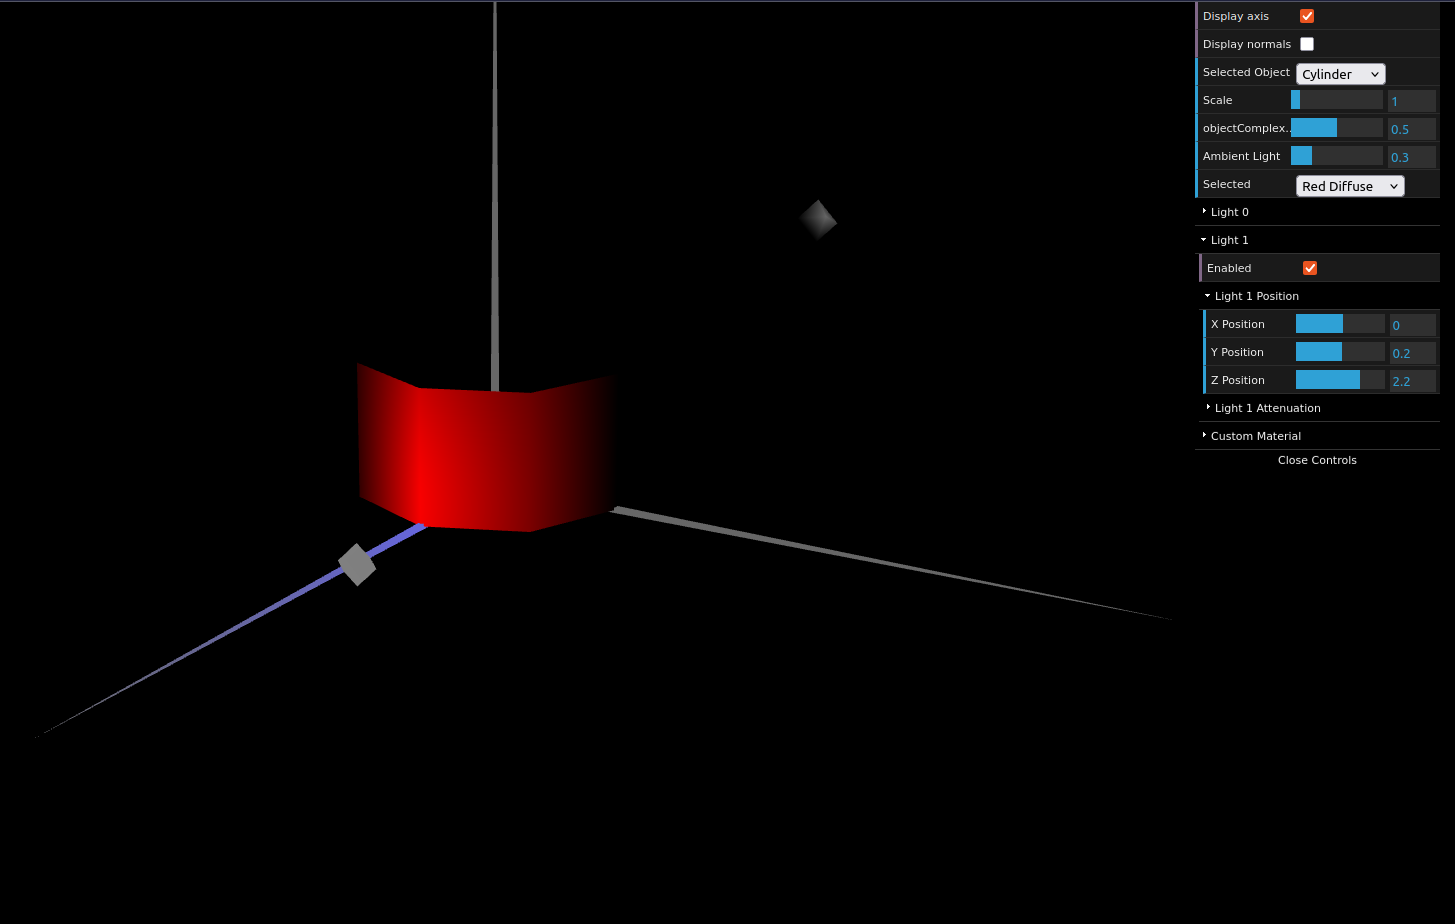 Display axis
Display normals
Selected Object Cylinder
Scale 1
objectComplex.. 0.5
Ambient Light 0.3
Selected Red Diffuse
Light 0
Light 1
Enabled
Light 1 Position
X Position 0
Y Position 0.2
Z Position 2.2
Light 1 Attenuation
Custom Material
Close Controls